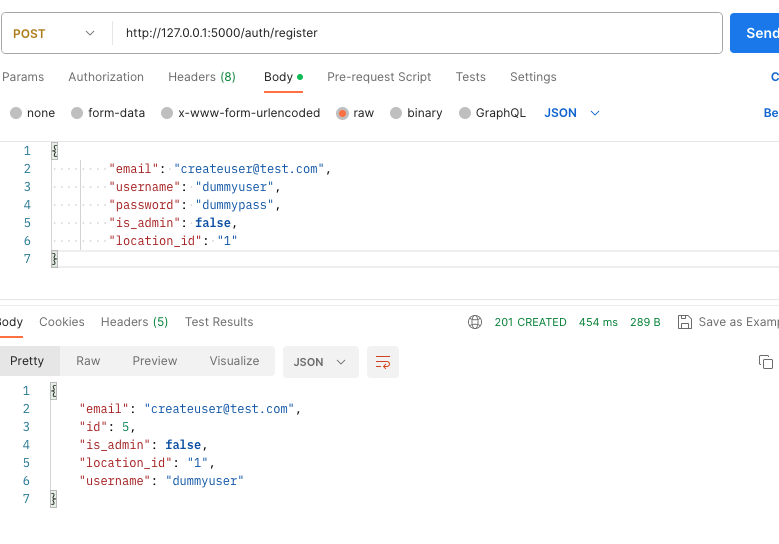 POST http://127.0.0.1:5000/auth/register Send
Params Authorization Headers (8) Body Pre-request Script Tests Settings C
none form-data x-www-form-urlencoded raw binary GraphQL JSON Be
1 {
2 "email": "createuser@test.com",
3 "username": "dummyuser",
4 "password": "dummypass",
5 "is_admin": false,
6 "location_id": "1"
7 }
Body Cookies Headers (5) Test Results 201 CREATED 454 ms 289 B Save as Examp
Pretty Raw Preview Visualize JSON
1 {
2 "email": "createuser@test.com",
3 "id": 5,
4 "is_admin": false,
5 "location_id": "1",
6 "username": "dummyuser"
7 }